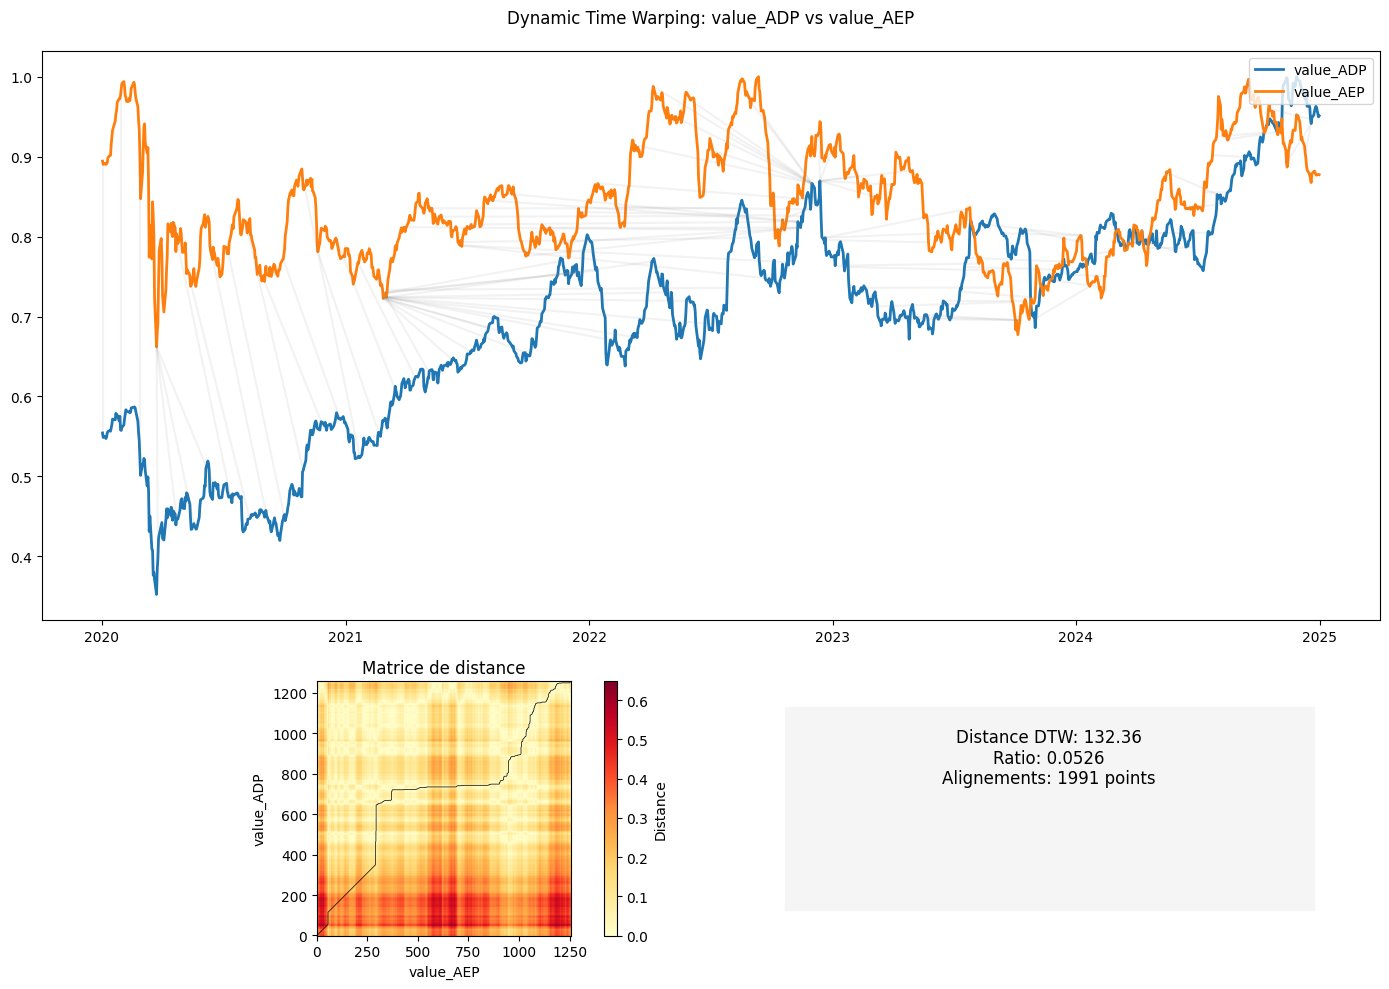 Dynamic Time Warping: value_ADP vs value_AEP
value_ADP
value_AEP
1.0
0.9
0.8
0.7
0.6
0.5
0.4
2020 2021 2022 2023 2024 2025
Matrice de distance
value_ADP
1200
1000
800
600
400
200
0
0 250 500 750 1000 1250
value_AEP
0.6
0.5
0.4
0.3
0.2
0.1
0.0
Distance
Distance DTW: 132.36
Ratio: 0.0526
Alignements: 1991 points